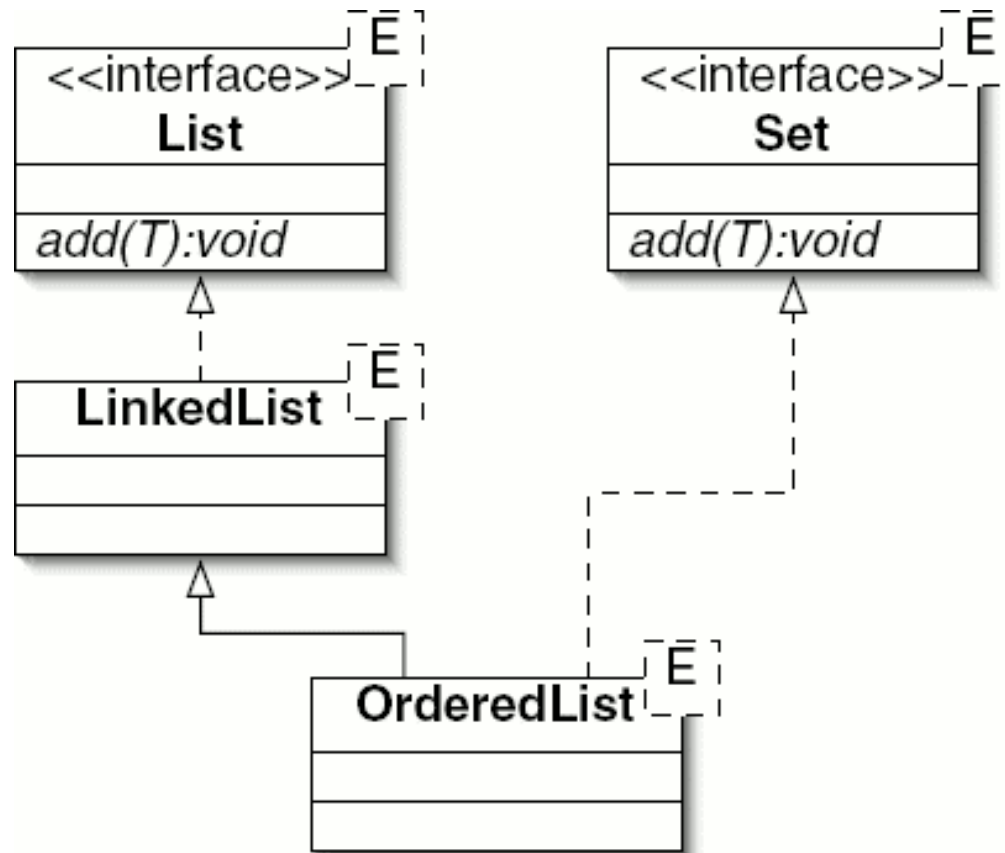 E
<<interface>>
List
add(T):void
E
<<interface>>
Set
add(T):void
E
LinkedList
E
OrderedList